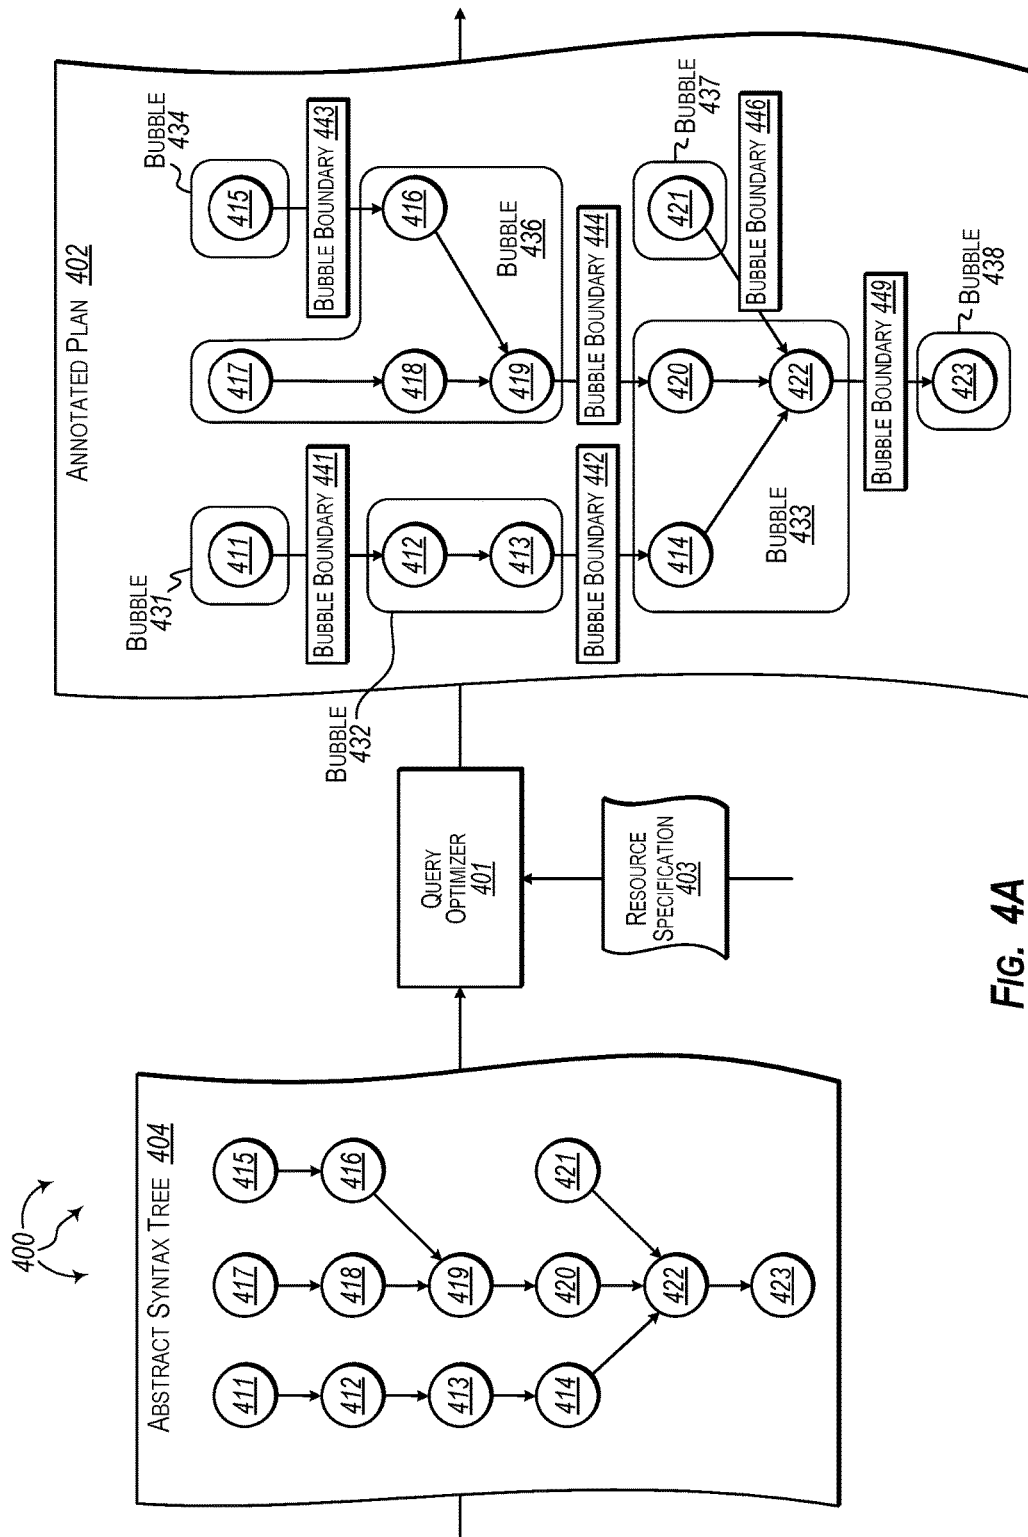 400
ABSTRACT SYNTAX TREE 404
411
417
415
412
418
416
413
419
414
420
421
422
423
QUERY
OPTIMIZER
401
RESOURCE
SPECIFICATION
403
ANNOTATED PLAN 402
BUBBLE
431
BUBBLE
434
411
417
415
BUBBLE BOUNDARY 441
BUBBLE BOUNDARY 443
BUBBLE
432
412
418
416
413
419
BUBBLE
436
BUBBLE BOUNDARY 442
BUBBLE BOUNDARY 444
414
420
421
BUBBLE
437
BUBBLE
433
422
BUBBLE BOUNDARY 446
BUBBLE BOUNDARY 449
423
BUBBLE
438
FIG. 4A